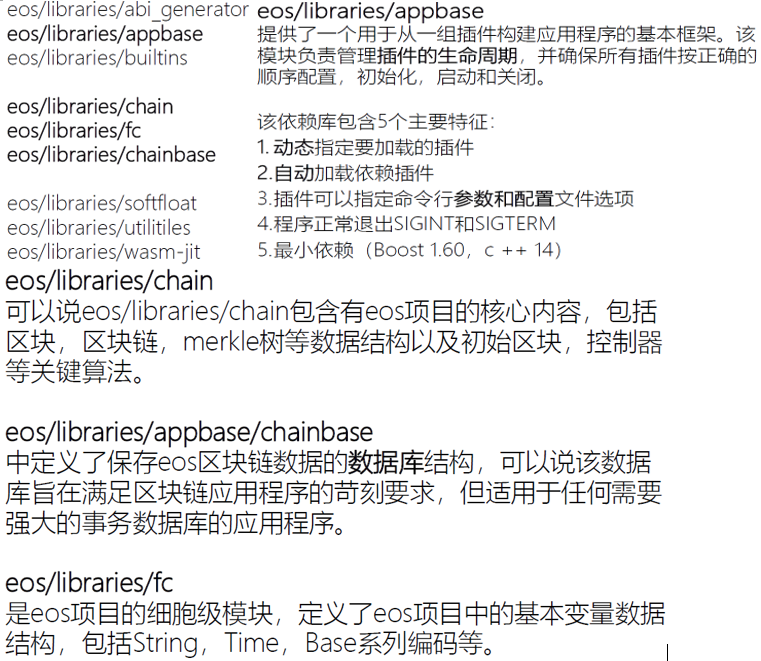 eos/libraries/abi_generator
eos/libraries/appbase
eos/libraries/builtins
eos/libraries/chain
eos/libraries/fc
eos/libraries/chainbase
eos/libraries/softfloat
eos/libraries/utilitiles
eos/libraries/wasm-jit
eos/libraries/appbase
提供了一个用于从一组插件构建应用程序的基本框架。该
模块负责管理插件的生命周期，并确保所有插件按正确的
顺序配置，初始化，启动和关闭。
该依赖库包含5个主要特征：
1. 动态指定要加载的插件
2.自动加载依赖插件
3.插件可以指定命令行参数和配置文件选项
4.程序正常退出SIGINT和SIGTERM
5.最小依赖（Boost 1.60，c ++ 14）
eos/libraries/chain
可以说eos/libraries/chain包含有eos项目的核心内容，包括
区块，区块链，merkle树等数据结构以及初始区块，控制器
等关键算法。
eos/libraries/appbase/chainbase
中定义了保存eos区块链数据的数据库结构，可以说该数据
库旨在满足区块链应用程序的苛刻要求，但适用于任何需要
强大的事务数据库的应用程序。
eos/libraries/fc
是eos项目的细胞级模块，定义了eos项目中的基本变量数据
结构，包括String，Time，Base系列编码等。